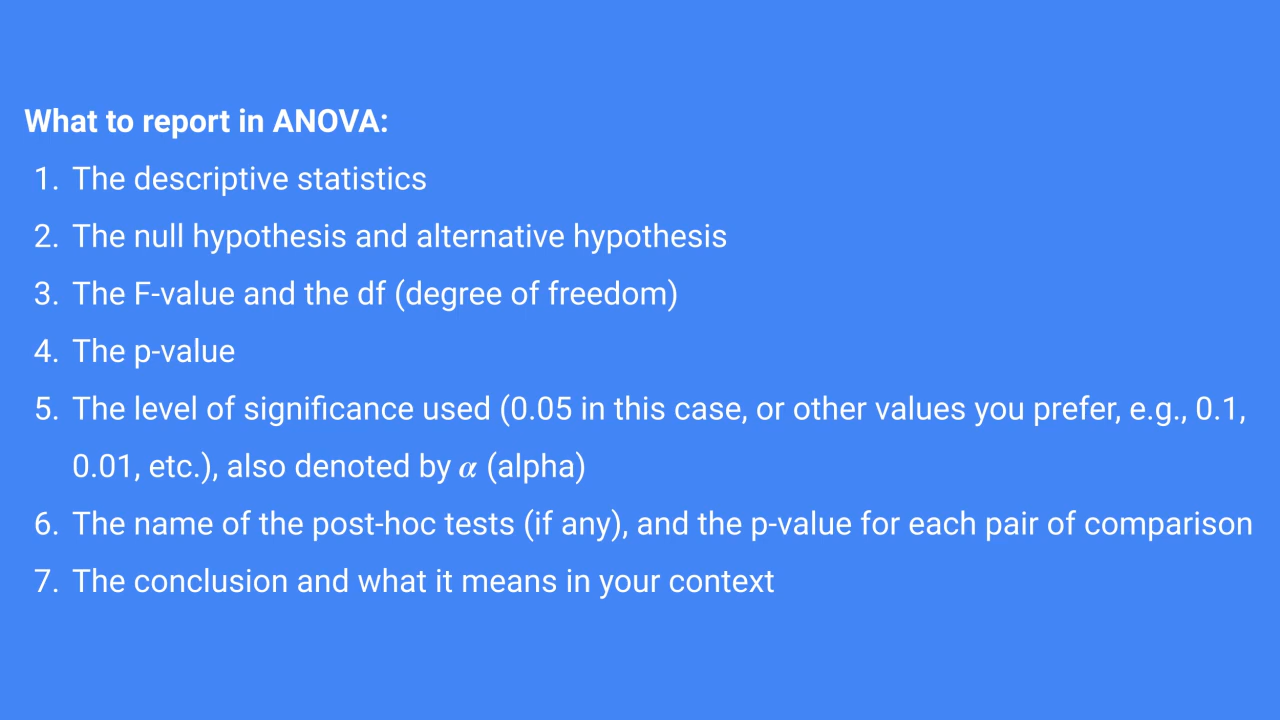 What to report in ANOVA:
1. The descriptive statistics
2. The null hypothesis and alternative hypothesis
3. The F-value and the df (degree of freedom)
4. The p-value
5. The level of significance used (0.05 in this case, or other values you prefer, e.g., 0.1,
0.01, etc.), also denoted by α (alpha)
6. The name of the post-hoc tests (if any), and the p-value for each pair of comparison
7. The conclusion and what it means in your context